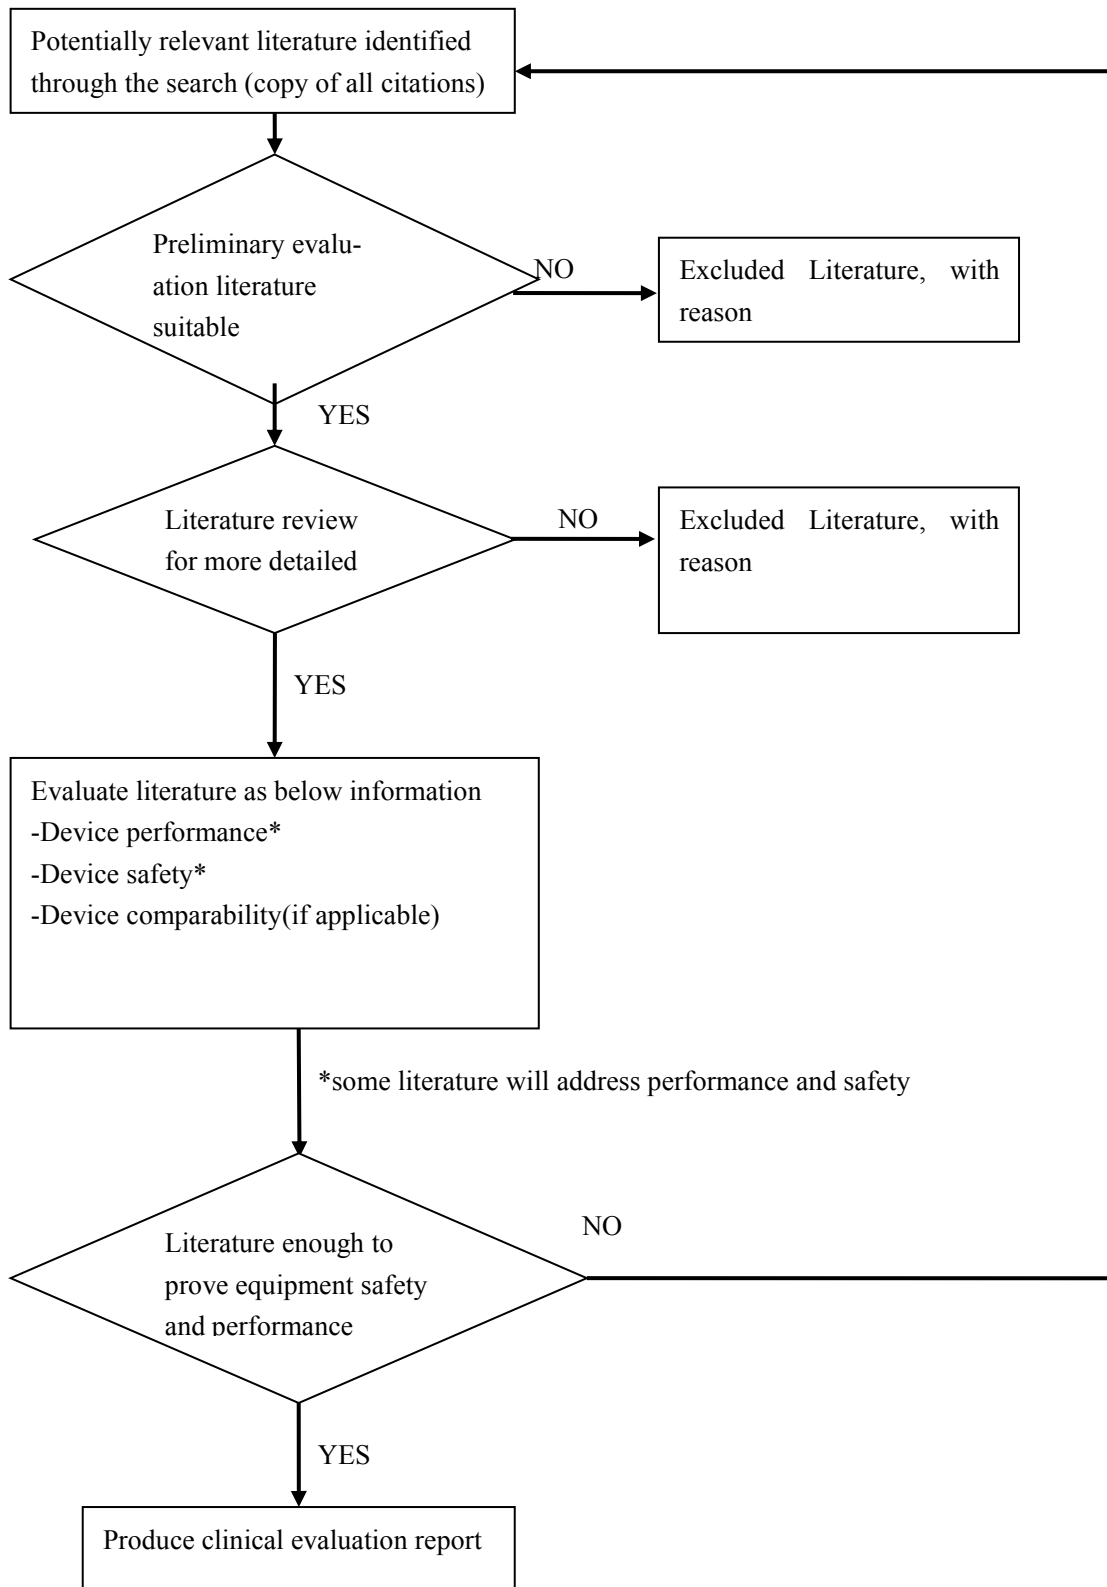 Potentially relevant literature identified
through the search (copy of all citations)
Preliminary evalu-
ation literature
suitable
NO
Excluded Literature, with
reason
YES
Literature review
for more detailed
NO
Excluded Literature, with
reason
YES
Evaluate literature as below information
-Device performance*
-Device safety*
-Device comparability(if applicable)
*some literature will address performance and safety
Literature enough to
prove equipment safety
and performance
NO
YES
Produce clinical evaluation report